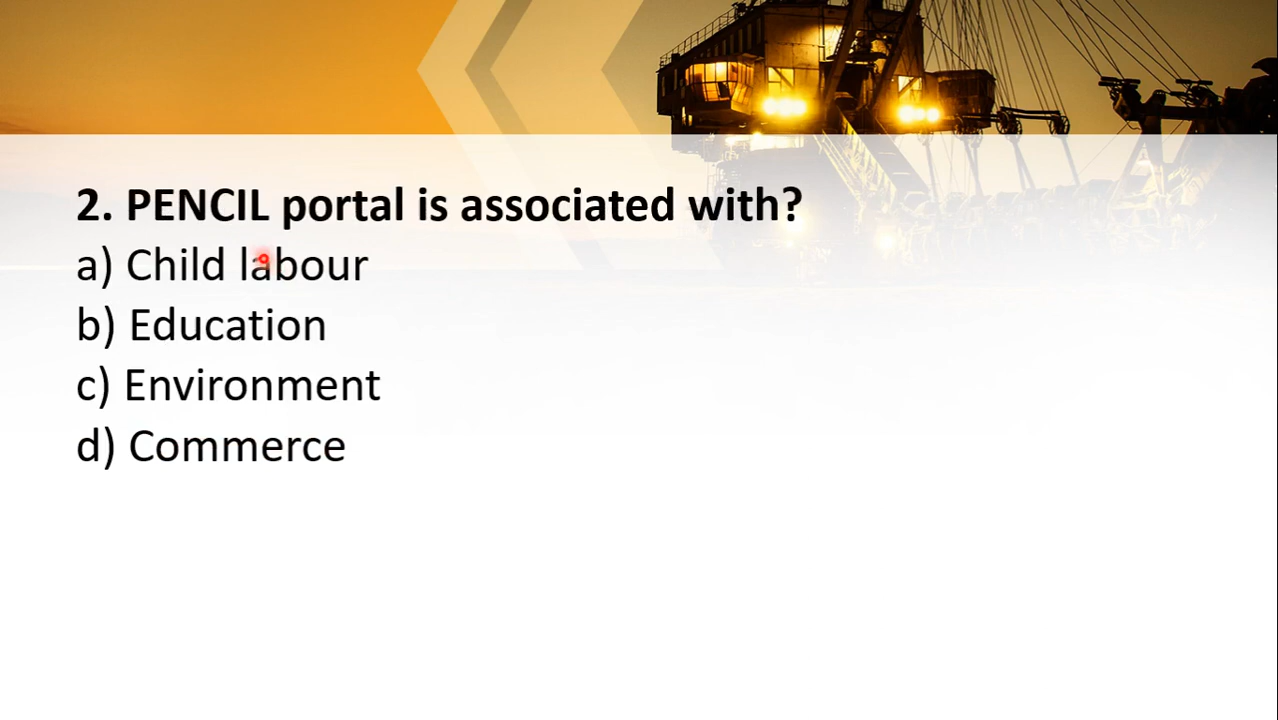 2. PENCIL portal is associated with?
a) Child labour
b) Education
c) Environment
d) Commerce